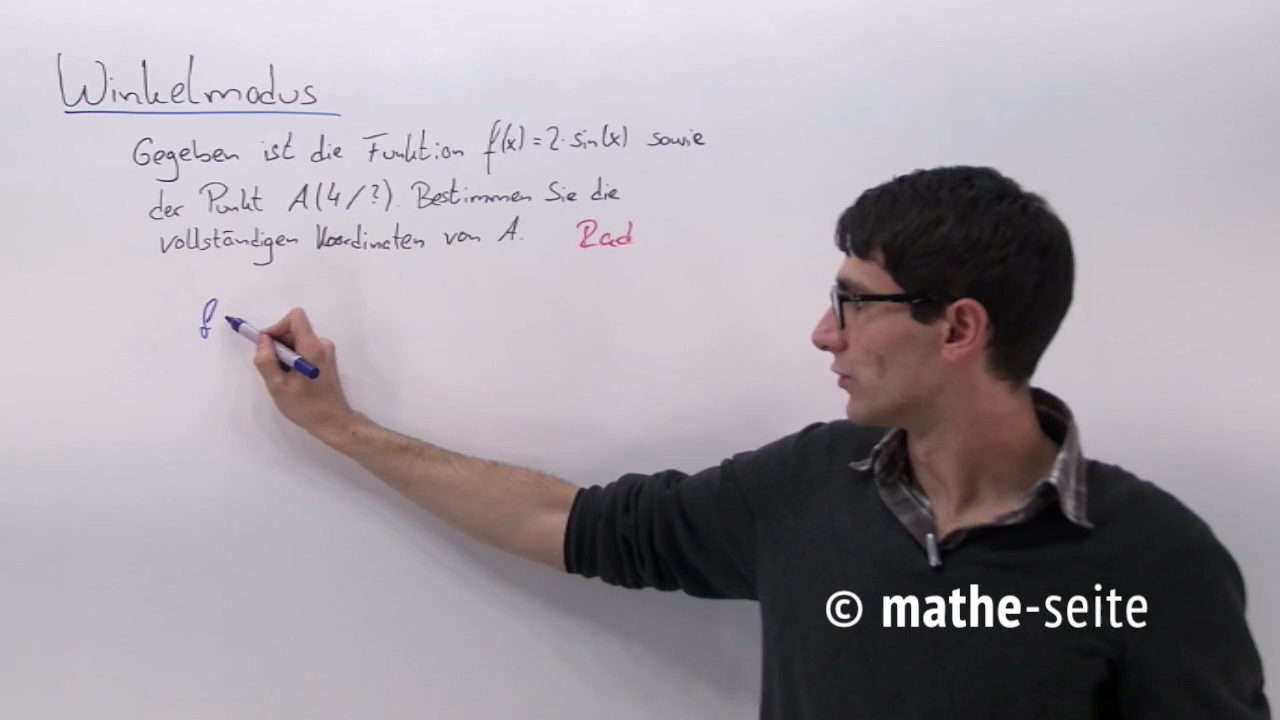 Winkelmodus
Gegeben ist die Funktion f(x)=2·sin(x) sowie
der Punkt A(4/?). Bestimmen Sie die
vollständigen Koordinaten von A. Rad
f
© mathe-seite